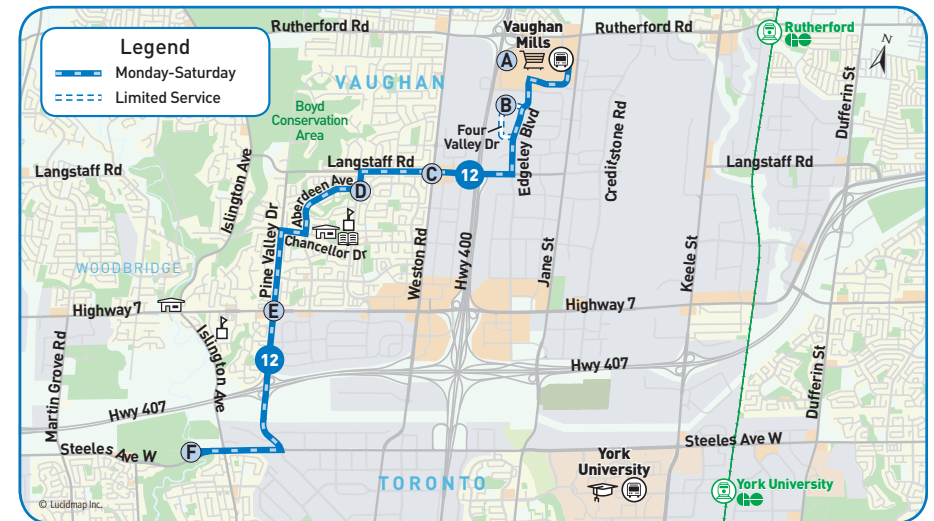 Legend
Monday-Saturday
Limited Service
Rutherford Rd
Vaughan
Mills
Rutherford Rd
Rutherford
N
A
VAUGHAN
B
Boyd
Conservation
Area
Four
Valley Dr
Edgeley Blvd
Creditstone Rd
Dufferin St
Langstaff Rd
Islington Ave
Langstaff Rd
C
12
Langstaff Rd
Aberdeen Ave
D
Pine Valley Dr
Chancellor Dr
WOODBRIDGE
Weston Rd
Hwy 400
Jane St
Keele St
Highway 7
E
Highway 7
Martin Grove Rd
Islington Ave
12
Hwy 407
Dufferin St
Hwy 407
Steeles Ave W
F
Steeles Ave W
York
University
TORONTO
York University
© Lucidmap Inc.